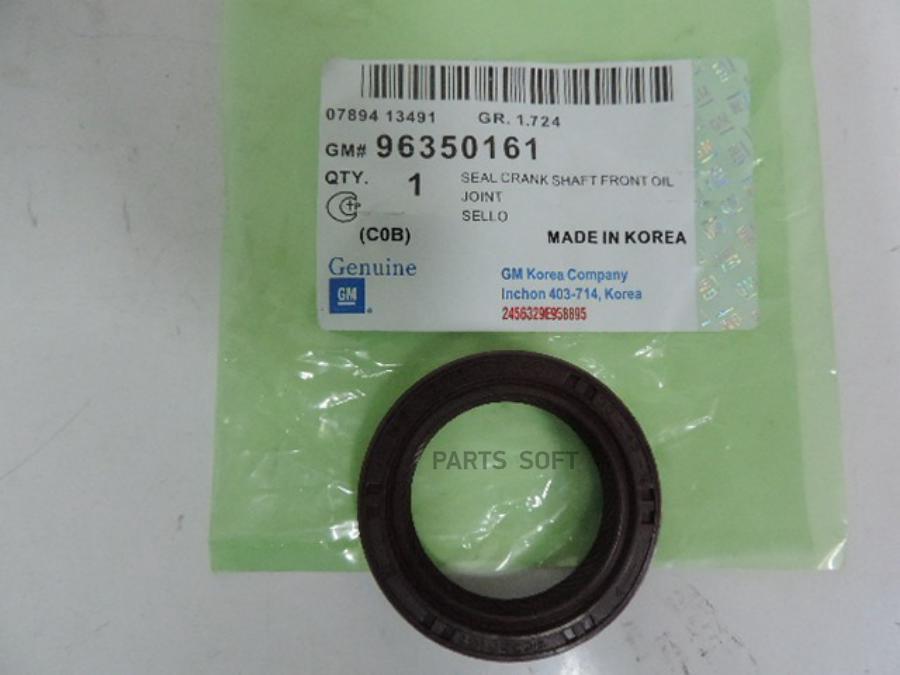 07894 13491 GR. 1.724
GM# 96350161
QTY. 1 SEAL CRANK SHAFT FRONT OIL
JOINT
SELLO
(C0B) MADE IN KOREA
Genuine
GM
GM Korea Company
Inchon 403-714, Korea
2456329E958895
PARTS SOFT